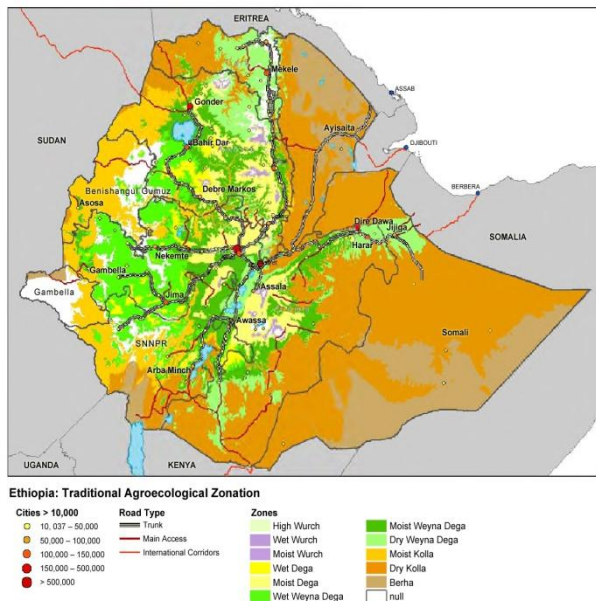 ERITREA
Mekele
ASSAB
Gonder
SUDAN
Ayisaita
Bahir Dar
DJIBOUTI
Debre Markos
Benishangul Gumuz
BERBERA
Asosa
Dire Dawa
Jijiga
SOMALIA
Harar
Nekemte
Gambella
Assala
Gambella
Jima
Awassa
SNNPR
Somali
Arba Minch
UGANDA
KENYA
Ethiopia: Traditional Agroecological Zonation
Cities > 10,000
10, 037 – 50,000
50,000 – 100,000
100,000 – 150,000
150,000 – 500,000
> 500,000
Road Type
Trunk
Main Access
International Corridors
Zones
High Wurch
Wet Wurch
Moist Wurch
Wet Dega
Moist Dega
Wet Weyna Dega
Moist Weyna Dega
Dry Weyna Dega
Moist Kolla
Dry Kolla
Berha
null